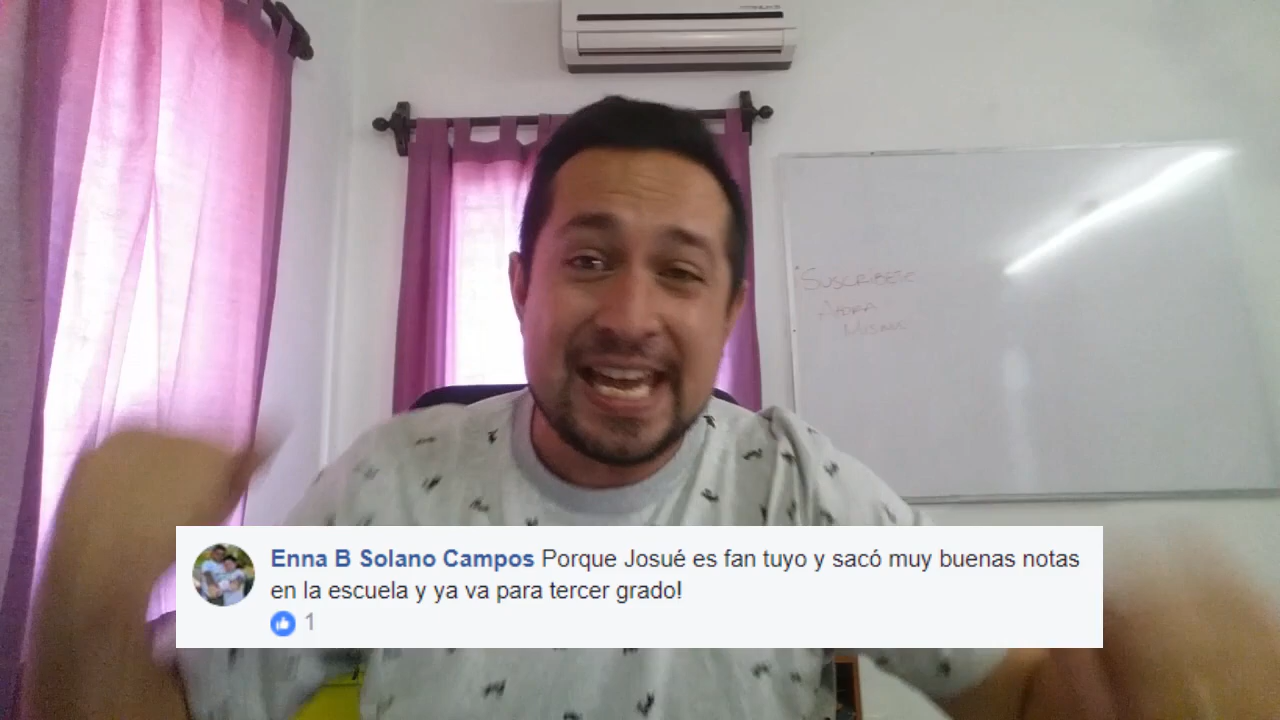 SUSCRIBETE
AHORA
MISMO
Enna B Solano Campos Porque Josué es fan tuyo y sacó muy buenas notas
en la escuela y ya va para tercer grado!
1